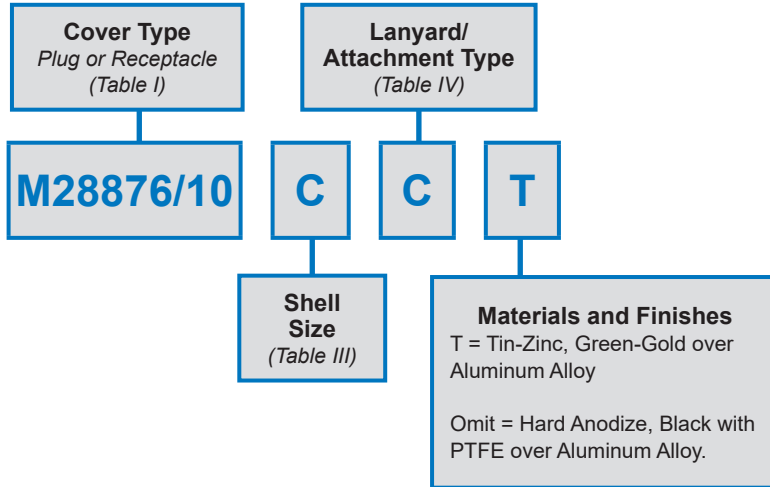 Cover Type
Plug or Receptacle
(Table I)
Lanyard/
Attachment Type
(Table IV)
M28876/10
C
C
T
Shell
Size
(Table III)
Materials and Finishes
T = Tin-Zinc, Green-Gold over
Aluminum Alloy
Omit = Hard Anodize, Black with
PTFE over Aluminum Alloy.